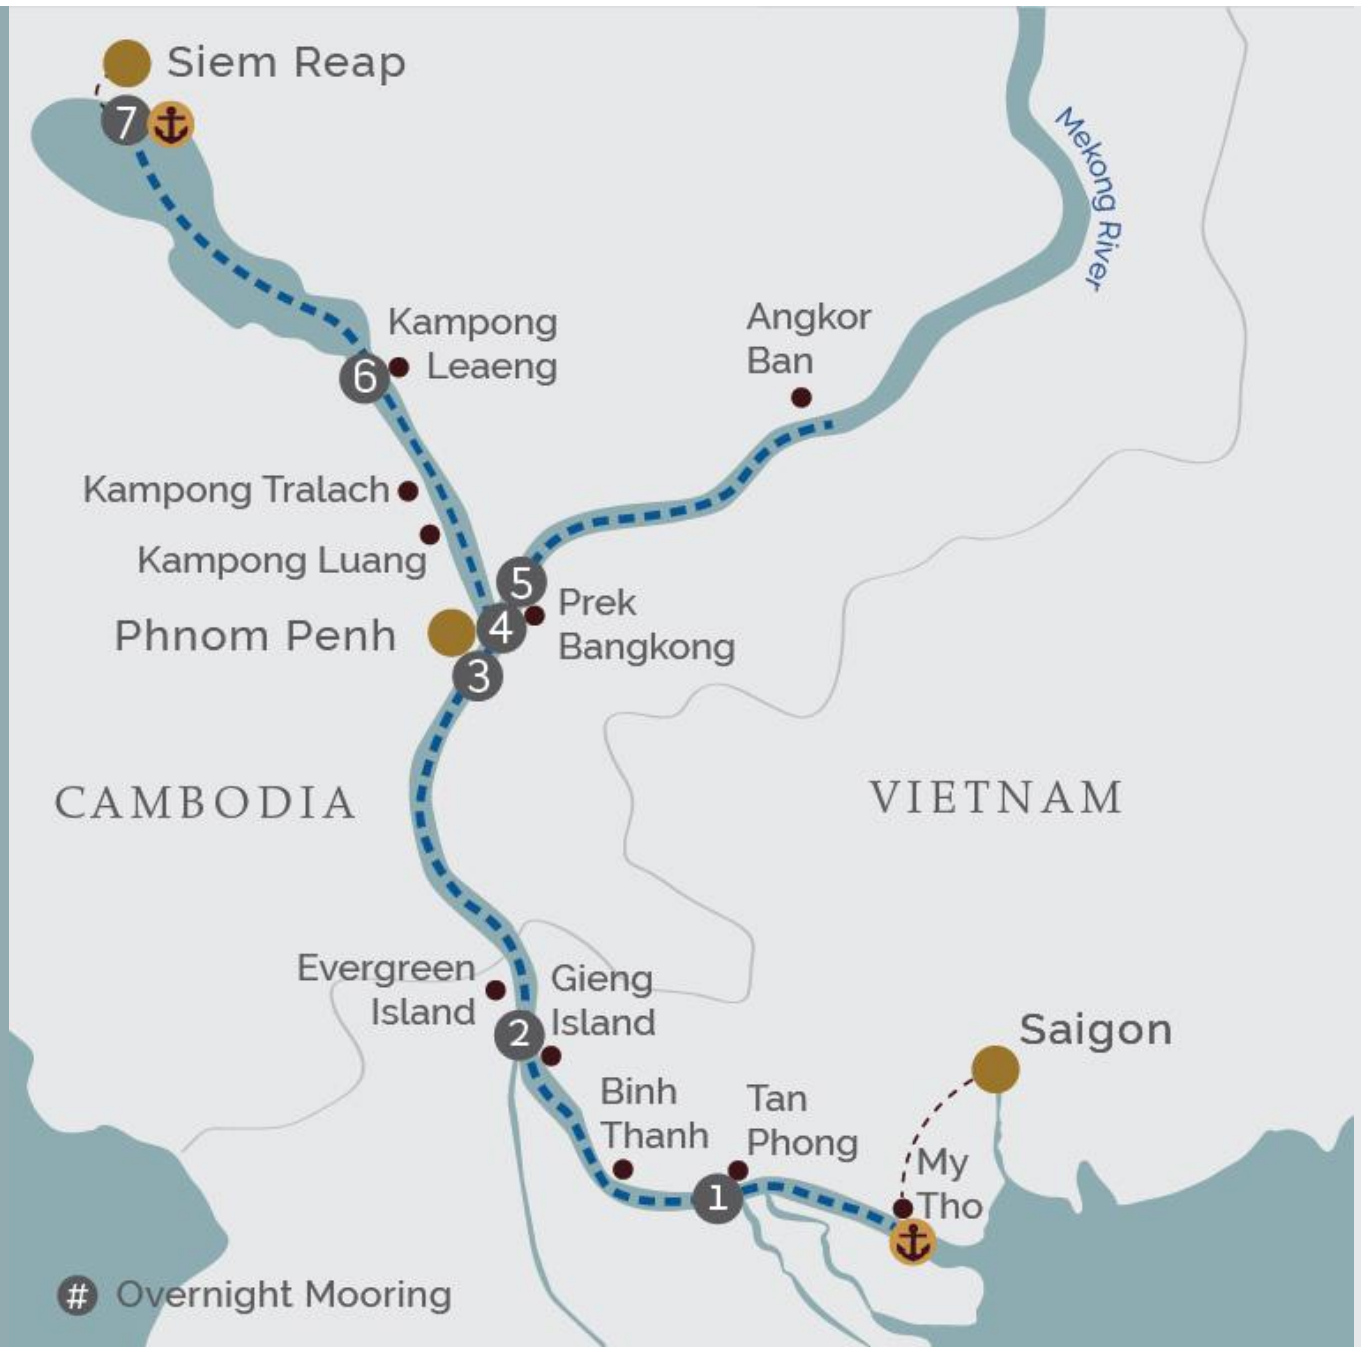 Siem Reap
7
Mekong River
Kampong
Leaeng
6
Angkor
Ban
Kampong Tralach
Kampong Luang
5
Prek
Bangkong
Phnom Penh
4
3
CAMBODIA
VIETNAM
Evergreen
Island
Gieng
Island
2
Saigon
Binh
Thanh
Tan
Phong
My
Tho
1
# Overnight Mooring